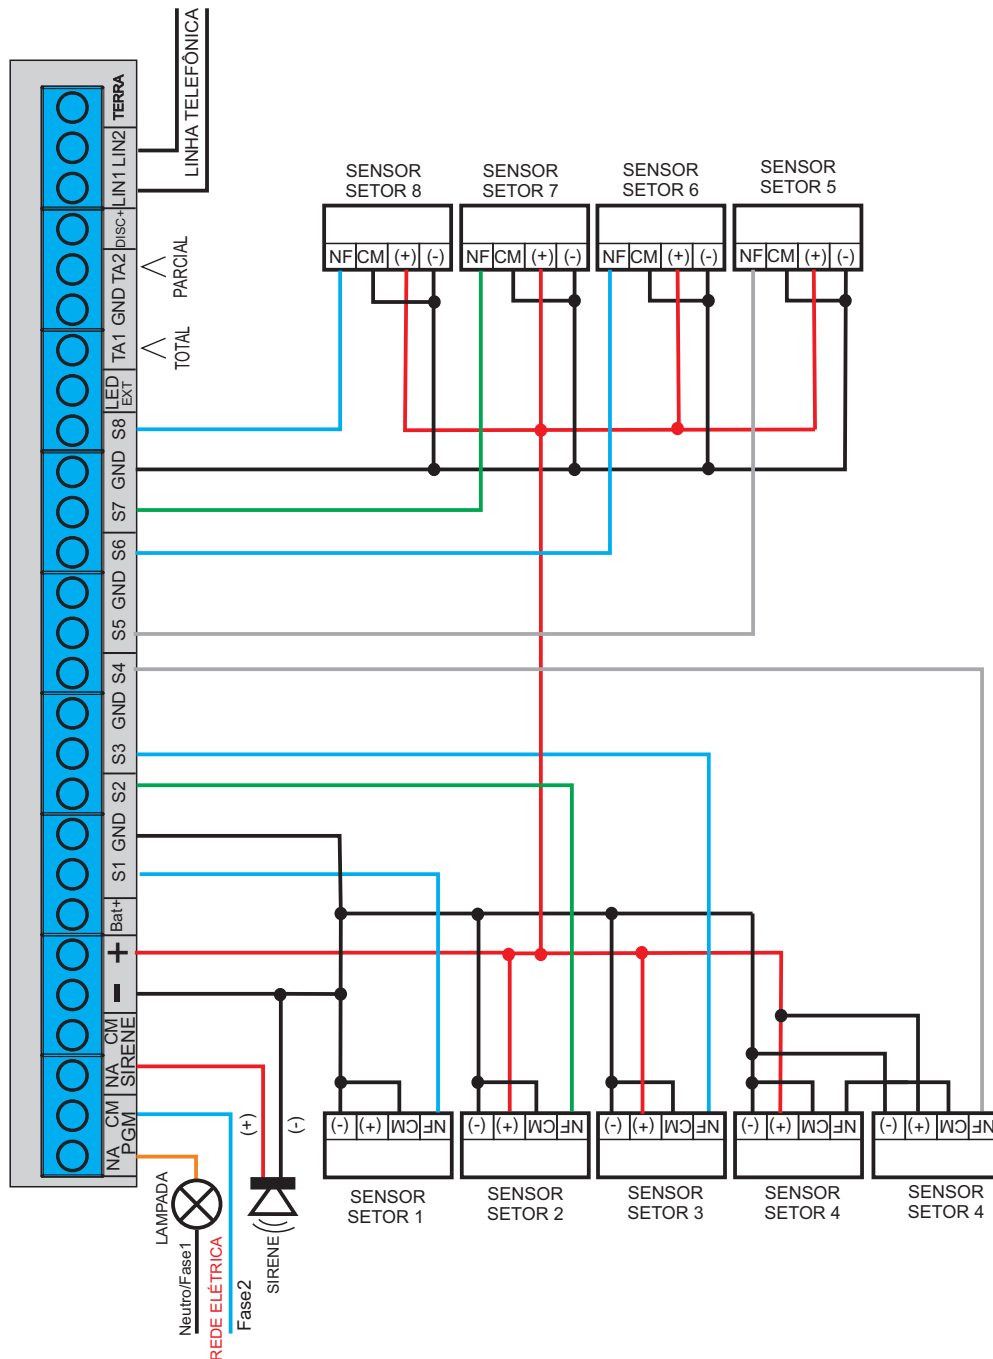 LINHA TELEFÔNICA
TERRA
LIN2
LIN1
DISC+
TA2
GND
TA1
LED
EXT
S8
GND
S7
S6
GND
S5
S4
GND
S3
S2
GND
S1
Bat+
+
-
CM
NA
SIRENE
CM
NA
PGM
PARCIAL
TOTAL
SENSOR
SETOR 8
NF CM (+) (-)
SENSOR
SETOR 7
NF CM (+) (-)
SENSOR
SETOR 6
NF CM (+) (-)
SENSOR
SETOR 5
NF CM (+) (-)
(-) (+) CM NF
SENSOR
SETOR 1
(-) (+) CM NF
SENSOR
SETOR 2
(-) (+) CM NF
SENSOR
SETOR 3
(-) (+) CM NF
SENSOR
SETOR 4
(-) (+) CM NF
SENSOR
SETOR 4
(+)
(-)
LAMPADA
SIRENE
Neutro/Fase1
REDE ELÉTRICA
Fase2